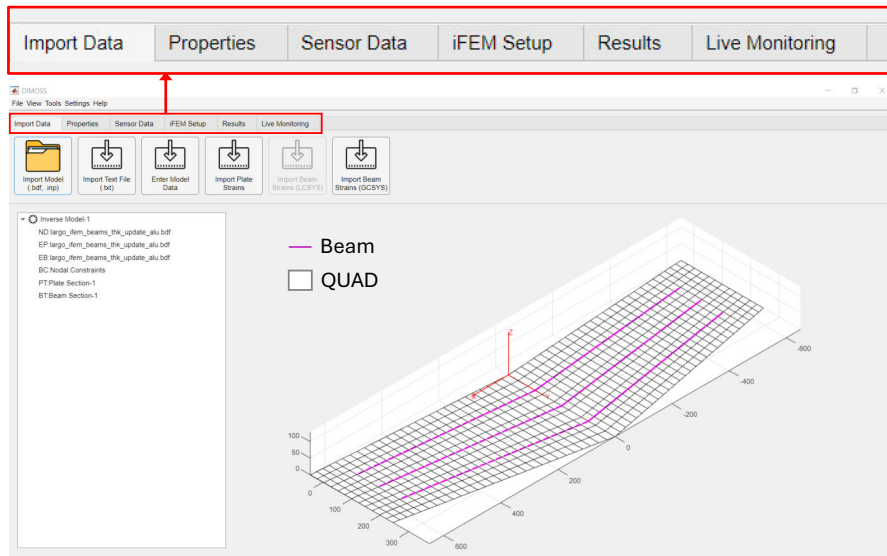 Import Data Properties Sensor Data iFEM Setup Results Live Monitoring
DIMOSS
File View Tools Settings Help
Import Data Properties Sensor Data iFEM Setup Results Live Monitoring
Import Model
(.bdf, .inp)
Import Text File
(.txt)
Enter Model
Data
Import Plate
Strains
Import Beam
Strains (LCSYS)
Import Beam
Strains (GCSYS)
Inverse Model-1
ND:largo_ifem_beams_thk_update_alu.bdf
EP:largo_ifem_beams_thk_update_alu.bdf
EB:largo_ifem_beams_thk_update_alu.bdf
BC:Nodal Constraints
PT:Plate Section-1
BT:Beam Section-1
Beam
QUAD
Z
X
Y
100
50
0
0
100
200
300
600
400
200
0
-200
-400
-600